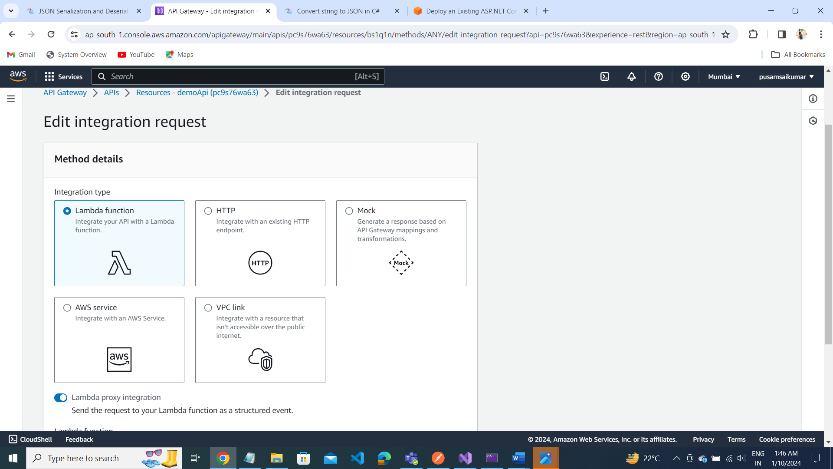 JSON Serialization and Deserial
API Gateway - Edit integration
Convert string to JSON in C#
Deploy an Existing ASP.NET Cor
ap-south-1.console.aws.amazon.com/apigateway/main/apis/pc9s76wa63/resources/bs1q1n/methods/ANY/edit-integration-request?api=pc9s76wa63&experience=rest&region=ap-south-1
Gmail
System Overview
YouTube
Maps
All Bookmarks
aws
Services
Search
[Alt+S]
Mumbai
pusarnsaikumar
API Gateway
APIs
Resources - demoApi (pc9s76wa63)
Edit integration request
Edit integration request
Method details
Integration type
Lambda function
Integrate your API with a Lambda
function.
HTTP
Integrate with an existing HTTP
endpoint.
HTTP
Mock
Generate a response based on
API Gateway mappings and
transformations.
Mock
AWS service
Integrate with an AWS Service.
aws
VPC link
Integrate with a resource that
isn't accessible over the public
internet.
Lambda proxy integration
Send the request to your Lambda function as a structured event.
Lambda function
CloudShell
Feedback
© 2024, Amazon Web Services, Inc. or its affiliates.
Privacy
Terms
Cookie preferences
Type here to search
22°C
ENG
IN
1:46 AM
1/10/2024